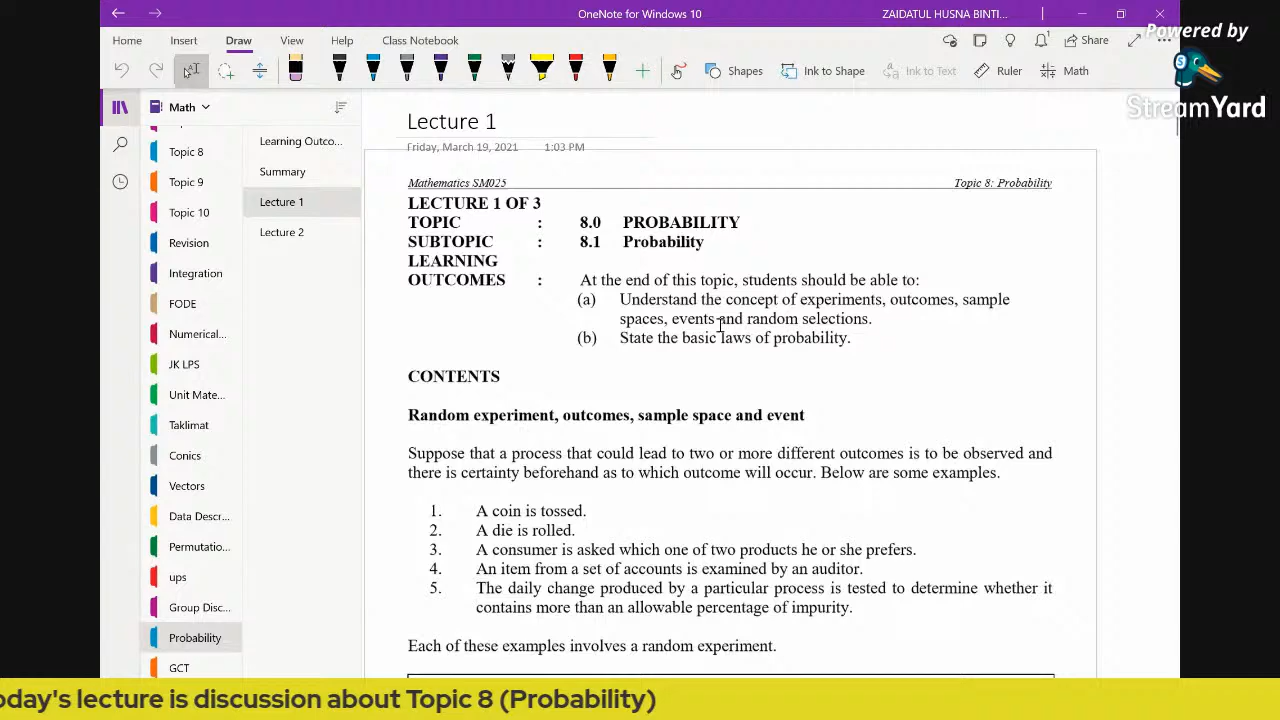 OneNote for Windows 10
ZAIDATUL HUSNA BINTI...
Powered by
StreamYard
Home Insert Draw View Help Class Notebook
Share
Shapes Ink to Shape Ink to Text Ruler Math
Math
Topic 8
Topic 9
Topic 10
Revision
Integration
FODE
Numerical...
JK LPS
Unit Mate...
Taklimat
Conics
Vectors
Data Descr...
Permutatio...
ups
Group Disc...
Probability
GCT
Learning Outco...
Summary
Lecture 1
Lecture 2
Lecture 1
Friday, March 19, 2021 1:03 PM
Mathematics SM025 Topic 8: Probability
LECTURE 1 OF 3
TOPIC : 8.0 PROBABILITY
SUBTOPIC : 8.1 Probability
LEARNING
OUTCOMES : At the end of this topic, students should be able to:
(a) Understand the concept of experiments, outcomes, sample
spaces, events and random selections.
(b) State the basic laws of probability.
CONTENTS
Random experiment, outcomes, sample space and event
Suppose that a process that could lead to two or more different outcomes is to be observed and
there is certainty beforehand as to which outcome will occur. Below are some examples.
1. A coin is tossed.
2. A die is rolled.
3. A consumer is asked which one of two products he or she prefers.
4. An item from a set of accounts is examined by an auditor.
5. The daily change produced by a particular process is tested to determine whether it
contains more than an allowable percentage of impurity.
Each of these examples involves a random experiment.
oday's lecture is discussion about Topic 8 (Probability)